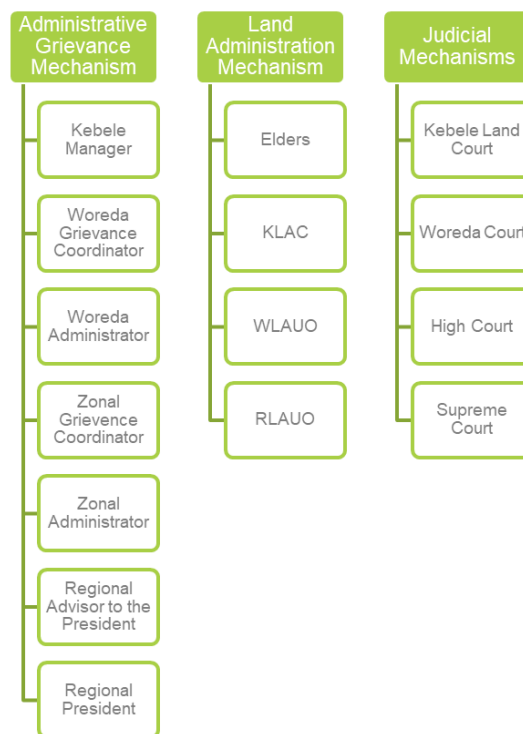 Administrative
Grievance
Mechanism
Kebele
Manager
Woreda
Grievance
Coordinator
Woreda
Administrator
Zonal
Grievence
Coordinator
Zonal
Administrator
Regional
Advisor to the
President
Regional
President
Land
Administration
Mechanism
Elders
KLAC
WLAUO
RLAUO
Judicial
Mechanisms
Kebele Land
Court
Woreda Court
High Court
Supreme
Court